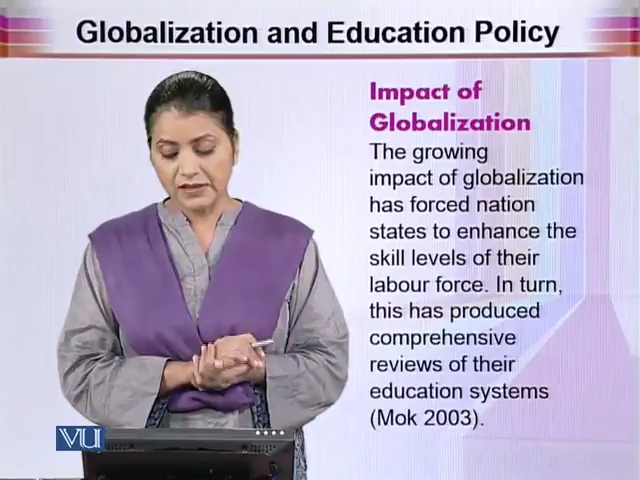 Globalization and Education Policy
Impact of
Globalization
The growing
impact of globalization
has forced nation
states to enhance the
skill levels of their
labour force. In turn,
this has produced
comprehensive
reviews of their
education systems
(Mok 2003).
VU